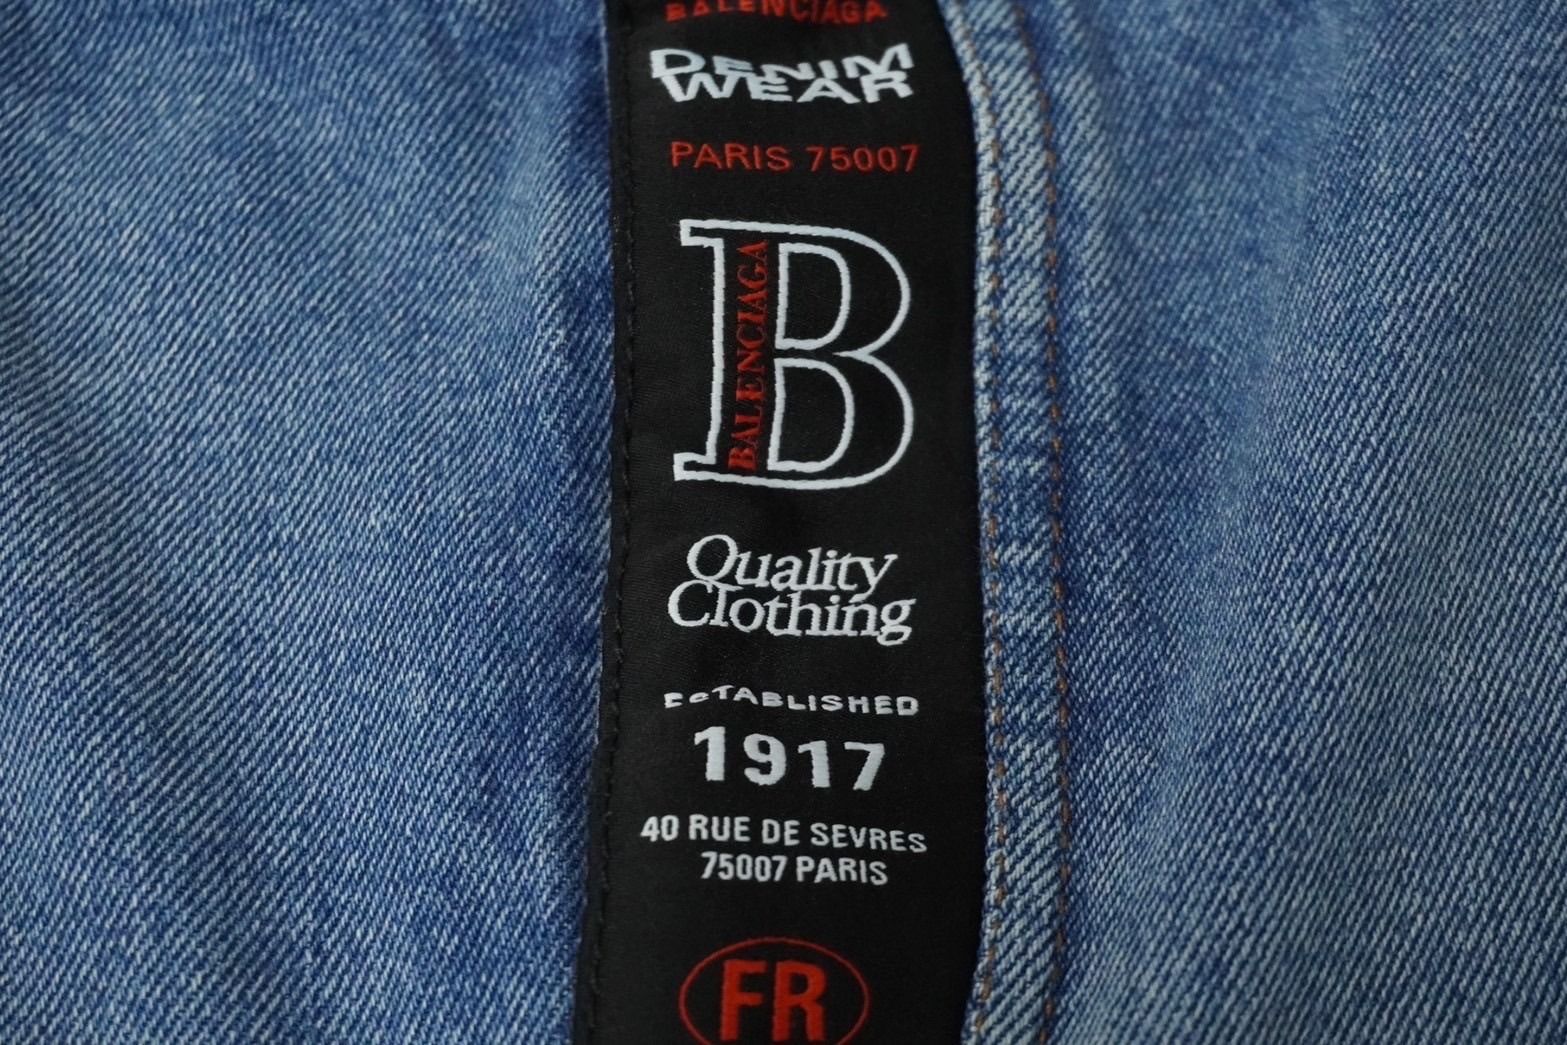 BALENCIAGA
DENIM
WEAR
PARIS 75007
B
BALENCIAGA
Quality
Clothing
ESTABLISHED
1917
40 RUE DE SEVRES
75007 PARIS
FR